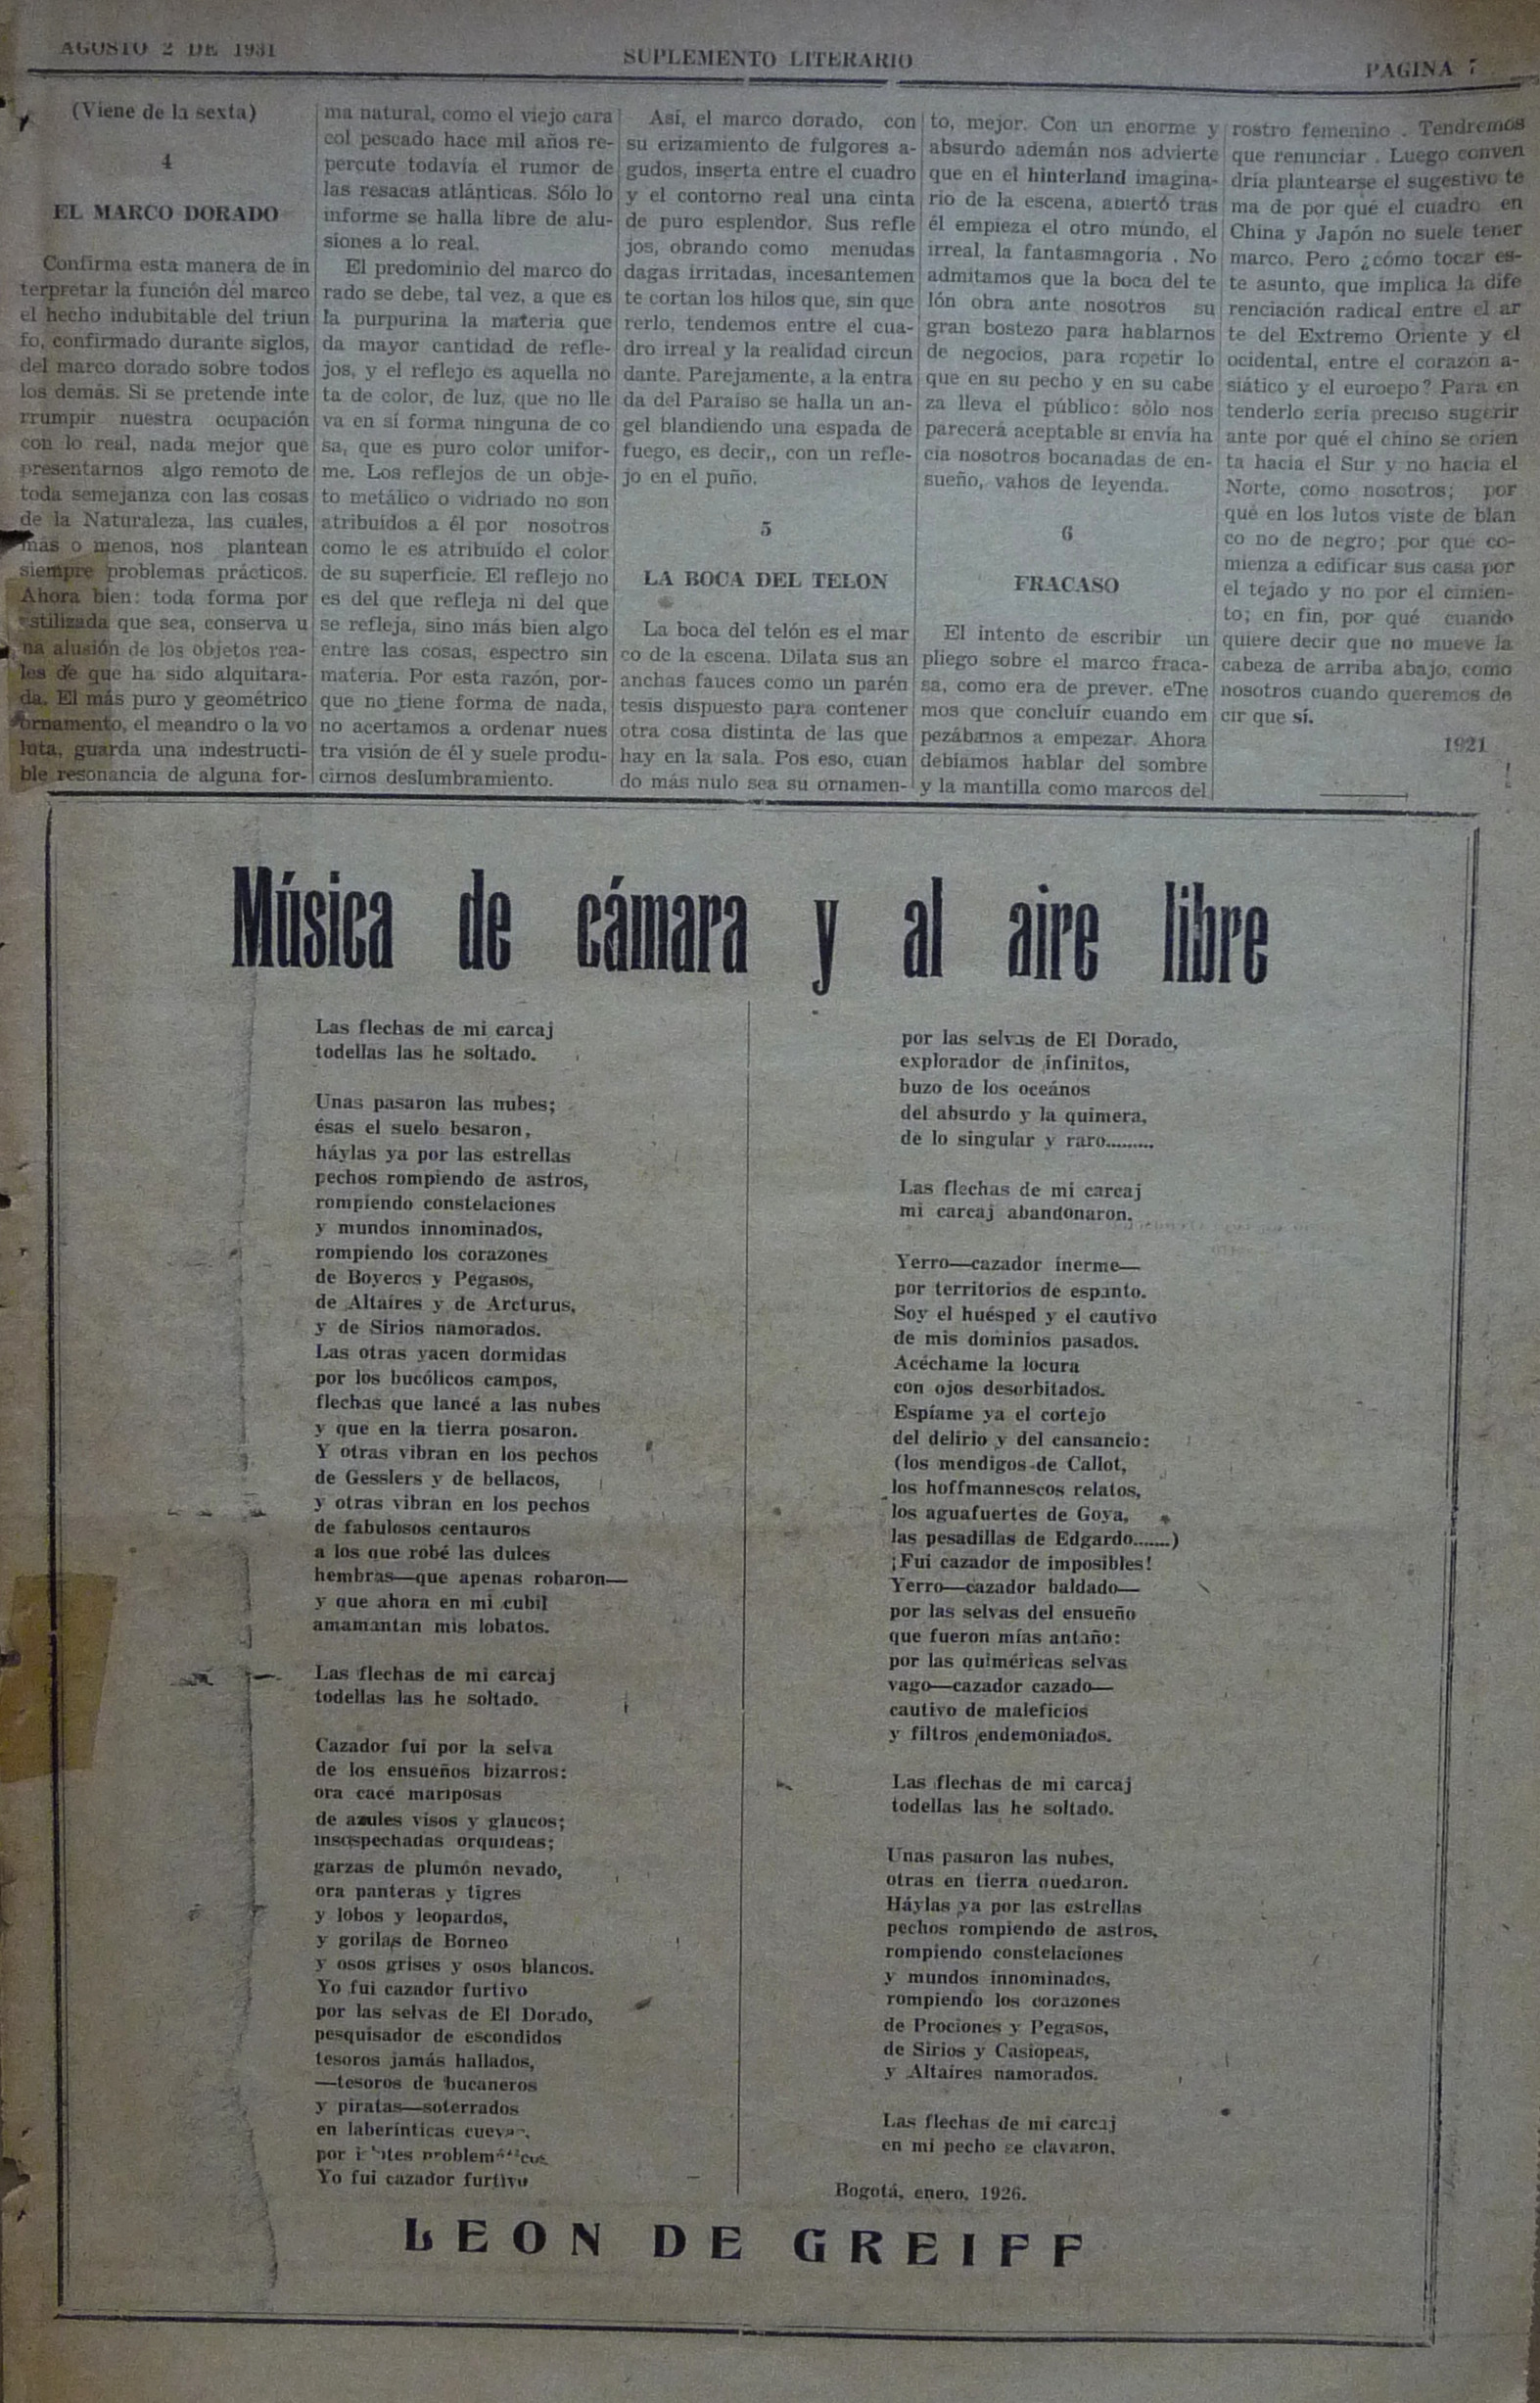 AGOSTO 2 DE 1931
SUPLEMENTO LITERARIO
PAGINA 7
(Viene de la sexta)
4
EL MARCO DORADO
Confirma esta manera de in
terpretar la función del marco
el hecho indubitable del triun
fo, confirmado durante siglos,
del marco dorado sobre todos
los demás. Si se pretende inte
rrumpir nuestra ocupación
con lo real, nada mejor que
presentarnos algo remoto de
toda semejanza con las cosas
de la Naturaleza, las cuales,
más o menos, nos plantean
siempre problemas prácticos.
Ahora bien: toda forma por
estilizada que sea, conserva u
na alusión de los objetos rea-
les de que ha sido alquitara-
da. El más puro y geométrico
ornamento, el meandro o la vo
luta, guarda una indestructi-
ble resonancia de alguna for-
ma natural, como el viejo cara
col pescado hace mil años re-
percute todavía el rumor de
las resacas atlánticas. Sólo lo
informe se halla libre de alu-
siones a lo real.
El predominio del marco do
rado se debe, tal vez, a que es
la purpurina la materia que
da mayor cantidad de refle-
jos, y el reflejo es aquella no
ta de color, de luz, que no lle
va en sí forma ninguna de co
sa, que es puro color unifor-
me. Los reflejos de un obje-
to metálico o vidriado no son
atribuídos a él por nosotros
como le es atribuído el color
de su superficie. El reflejo no
es del que refleja ni del que
se refleja, sino más bien algo
entre las cosas, espectro sin
materia. Por esta razón, por-
que no tiene forma de nada,
no acertamos a ordenar nues
tra visión de él y suele produ-
cirnos deslumbramiento.
Así, el marco dorado, con
su erizamiento de fulgores a-
gudos, inserta entre el cuadro
y el contorno real una cinta
de puro esplendor. Sus refle
jos, obrando como menudas
dagas irritadas, incesantemen
te cortan los hilos que, sin que
rerlo, tendemos entre el cua-
dro irreal y la realidad circun
dante. Parejamente, a la entra
da del Paraíso se halla un an-
gel blandiendo una espada de
fuego, es decir,, con un refle-
jo en el puño.
5
LA BOCA DEL TELON
La boca del telón es el mar
co de la escena. Dilata sus an
anchas fauces como un parén
tesis dispuesto para contener
otra cosa distinta de las que
hay en la sala. Pos eso, cuan
do más nulo sea su ornamen-
to, mejor. Con un enorme y
absurdo ademán nos advierte
que en el hinterland imagina-
rio de la escena, abiertó tras
él empieza el otro mundo, el
irreal, la fantasmagoria . No
admitamos que la boca del te
lón obra ante nosotros su
gran bostezo para hablarnos
de negocios, para repetir lo
que en su pecho y en su cabe
za lleva el público: sólo nos
parecerá aceptable si envía ha
cia nosotros bocanadas de en-
sueño, vahos de leyenda.
6
FRACASO
El intento de escribir un
pliego sobre el marco fraca-
sa, como era de prever. eTne
mos que concluír cuando em
pezábamos a empezar. Ahora
debíamos hablar del sombre
y la mantilla como marcos del
rostro femenino . Tendremos
que renunciar . Luego conven
dría plantearse el sugestivo te
ma de por qué el cuadro en
China y Japón no suele tener
marco. Pero ¿cómo tocar es-
te asunto, que implica la dife
renciación radical entre el ar
te del Extremo Oriente y el
ocidental, entre el corazón a-
siático y el euroepo? Para en
tenderlo sería preciso sugerir
ante por qué el chino se orien
ta hacia el Sur y no hacia el
Norte, como nosotros; por
qué en los lutos viste de blan
co no de negro; por qué co-
mienza a edificar sus casa por
el tejado y no por el cimien-
to; en fin, por qué cuando
quiere decir que no mueve la
cabeza de arriba abajo, como
nosotros cuando queremos de
cir que sí.
1921
Música de cámara y al aire libre
Las flechas de mi carcaj
todellas las he soltado.
Unas pasaron las nubes;
ésas el suelo besaron,
háylas ya por las estrellas
pechos rompiendo de astros,
rompiendo constelaciones
y mundos innominados,
rompiendo los corazones
de Boyeros y Pegasos,
de Altaíres y de Arcturus,
y de Sirios namorados.
Las otras yacen dormidas
por los bucólicos campos,
flechas que lancé a las nubes
y que en la tierra posaron.
Y otras vibran en los pechos
de Gesslers y de bellacos,
y otras vibran en los pechos
de fabulosos centauros
a los que robé las dulces
hembras—que apenas robaron—
y que ahora en mi cubil
amamantan mis lobatos.
Las flechas de mi carcaj
todellas las he soltado.
Cazador fui por la selva
de los ensueños bizarros:
ora cacé mariposas
de azules visos y glaucos;
insospechadas orquídeas;
garzas de plumón nevado,
ora panteras y tigres
y lobos y leopardos,
y gorilas de Borneo
y osos grises y osos blancos.
Yo fui cazador furtivo
por las selvas de El Dorado,
pesquisador de escondidos
tesoros jamás hallados,
—tesoros de bucaneros
y piratas—soterrados
en laberínticas cuevas,
por
Yo fui cazador furtivo
por las selvas de El Dorado,
explorador de infinitos,
buzo de los oceános
del absurdo y la quimera,
de lo singular y raro.........
Las flechas de mi carcaj
mi carcaj abandonaron.
Yerro—cazador inerme—
por territorios de espanto.
Soy el huésped y el cautivo
de mis dominios pasados.
Acéchame la locura
con ojos desorbitados.
Espíame ya el cortejo
del delirio y del cansancio:
(los mendigos de Callot,
los hoffmannescos relatos,
los aguafuertes de Goya,
las pesadillas de Edgardo.......)
¡Fui cazador de imposibles!
Yerro—cazador baldado—
por las selvas del ensueño
que fueron mías antaño:
por las quiméricas selvas
vago—cazador cazado—
cautivo de maleficios
y filtros endemoniados.
Las flechas de mi carcaj
todellas las he soltado.
Unas pasaron las nubes,
otras en tierra quedaron.
Háylas ya por las estrellas
pechos rompiendo de astros,
rompiendo constelaciones
y mundos innominados,
rompiendo los corazones
de Prociones y Pegasos,
de Sirios y Casiopeas,
y Altaíres namorados.
Las flechas de mi carcaj
en mi pecho se clavaron.
Bogotá, enero, 1926.
LEON DE GREIFF